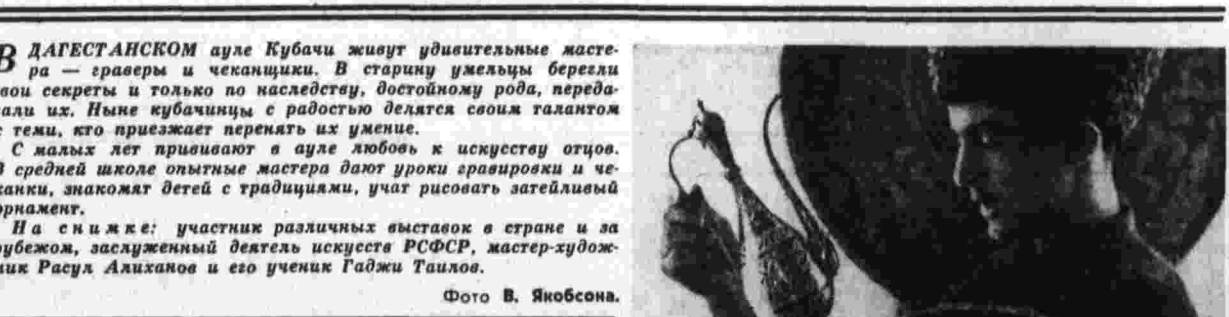 В ДАГЕСТАНСКОМ ауле Кубачи живут удивительные масте-
ра — граверы и чеканщики. В старину умельцы берегли
свои секреты и только по наследству, достойному рода, переда-
вали их. Ныне кубачинцы с радостью делятся своим талантом
с теми, кто приезжает перенять их умение.
С малых лет прививают в ауле любовь к искусству отцов.
В средней школе опытные мастера дают уроки гравировки и че-
канки, знакомят детей с традициями, учат рисовать затейливый
орнамент.
На снимке: участник различных выставок в стране и за
рубежом, заслуженный деятель искусств РСФСР, мастер-худож-
ник Расул Алиханов и его ученик Гаджи Таилов.
Фото В. Якобсона.